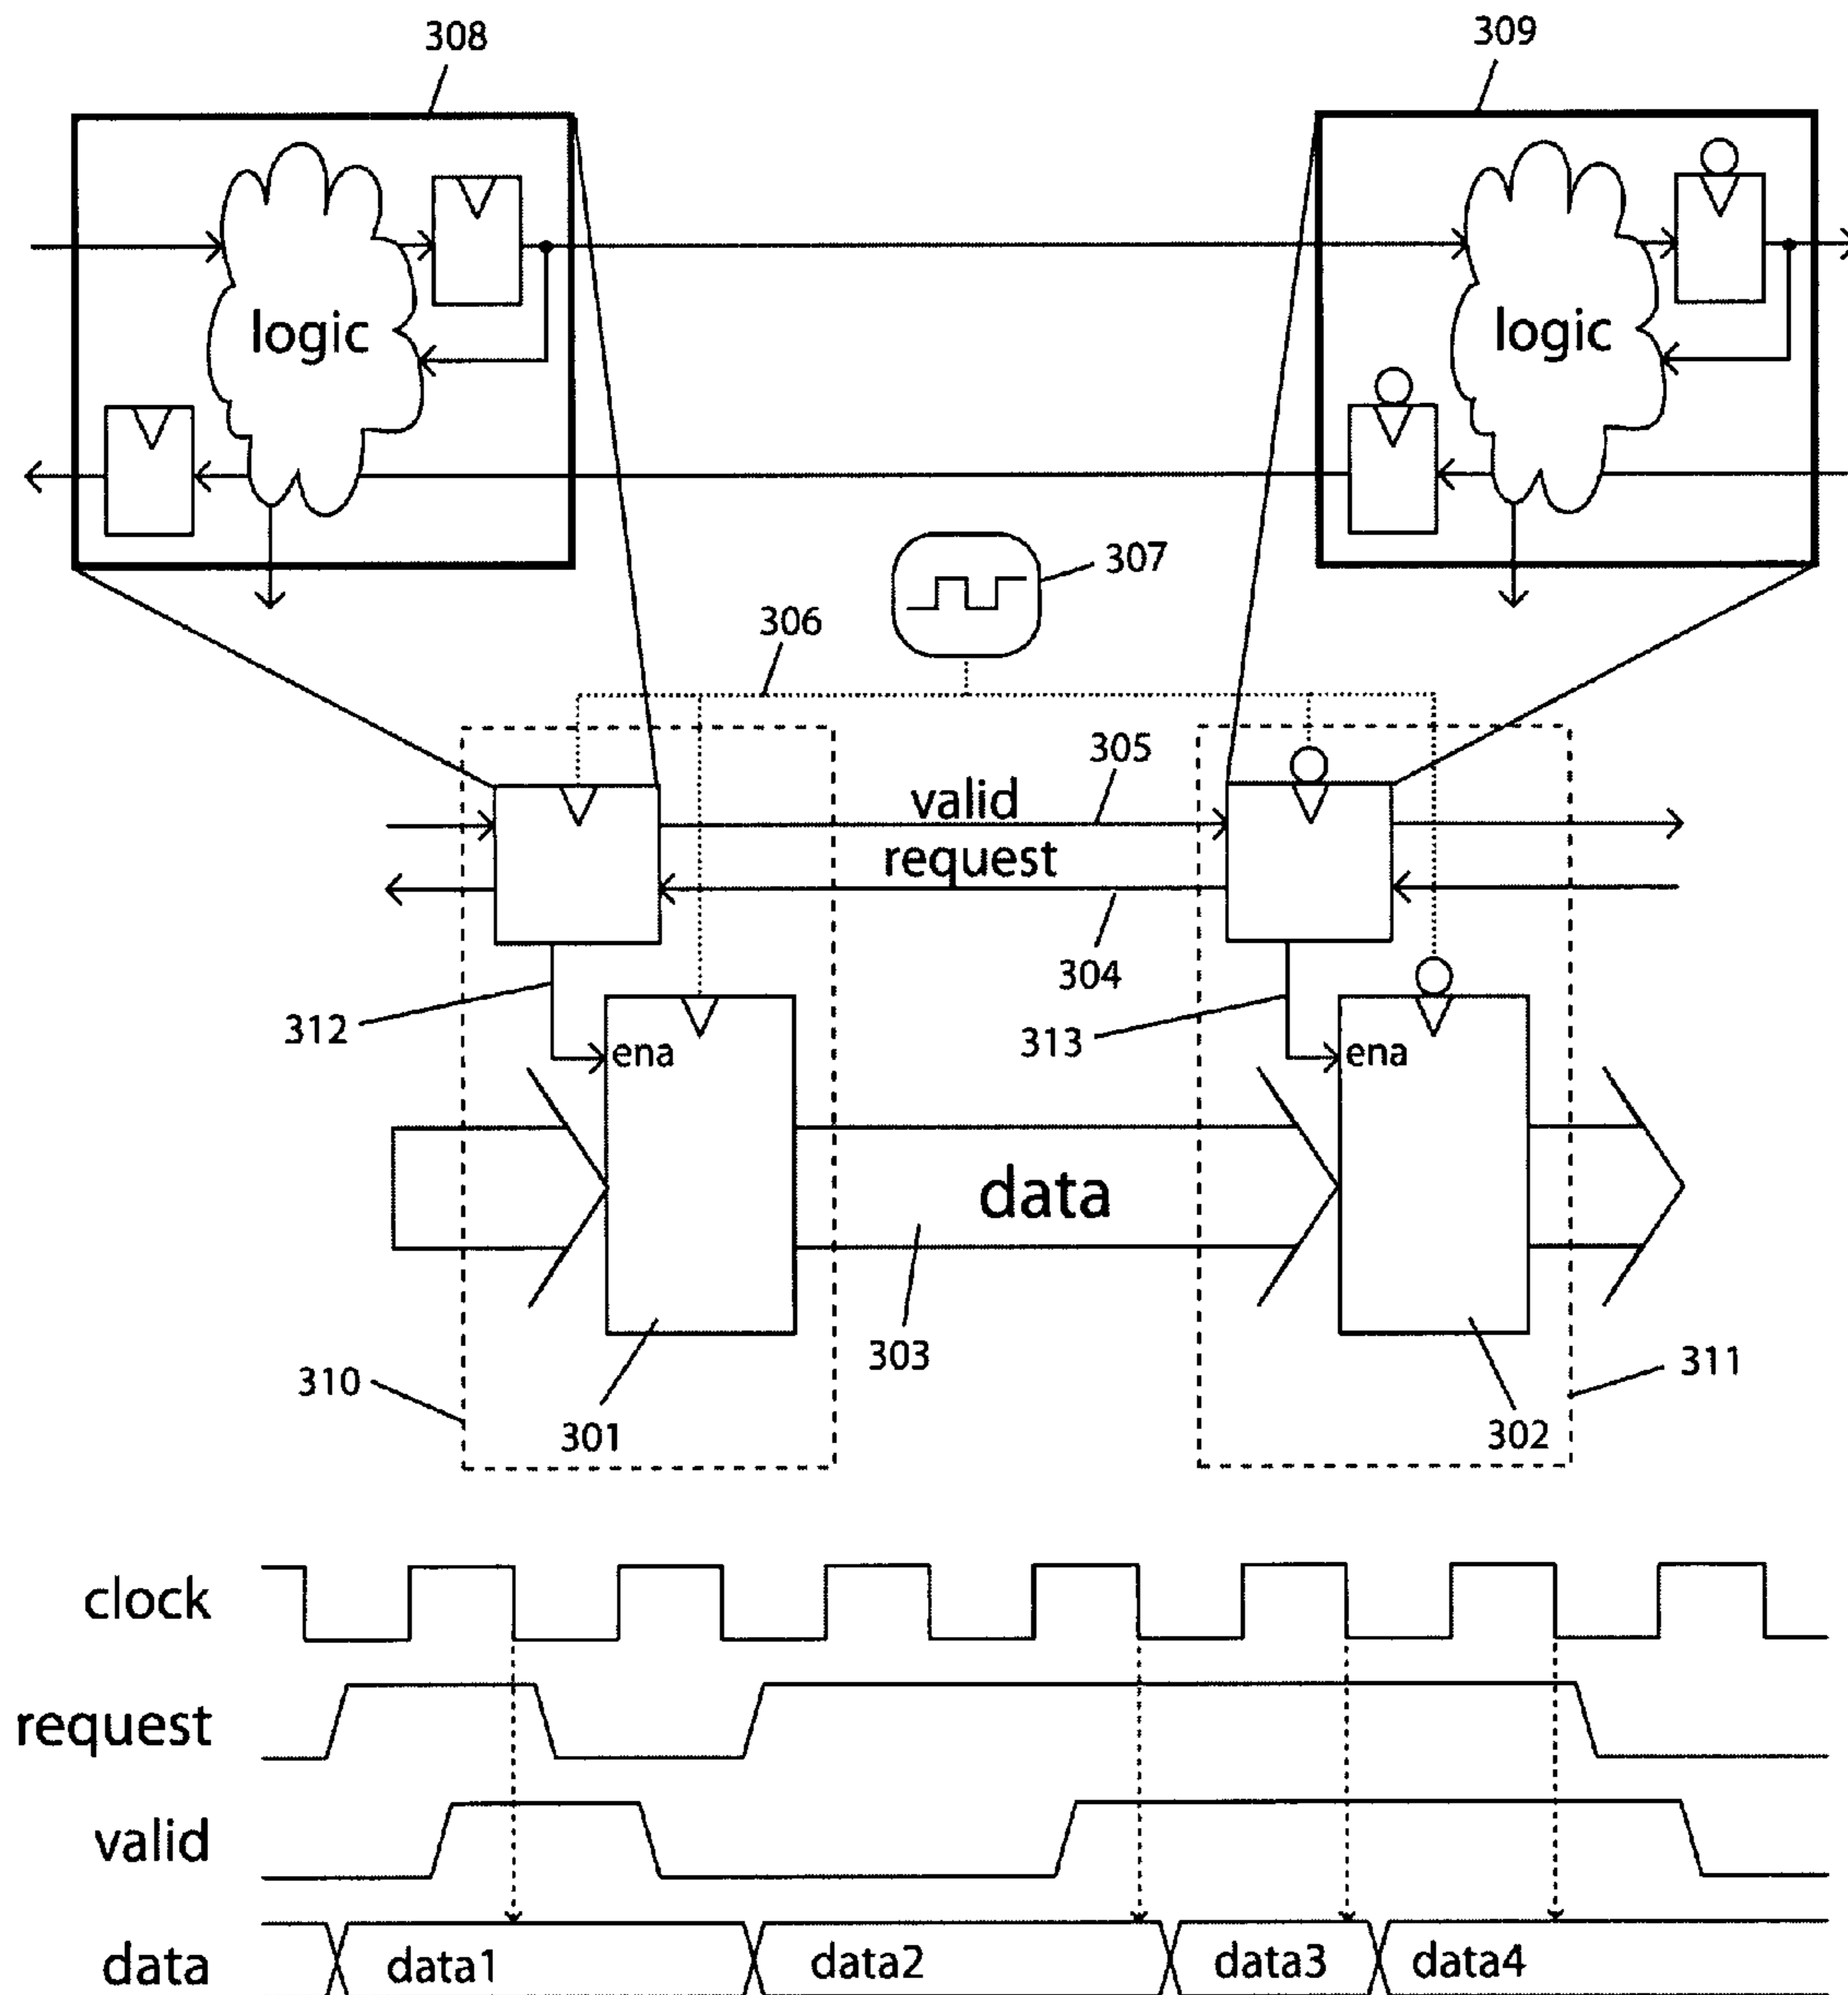 308
309
logic
logic
307
306
305
valid
request
304
312
ena
313
ena
data
303
310
301
311
302
clock
request
valid
data
data1
data2
data3
data4